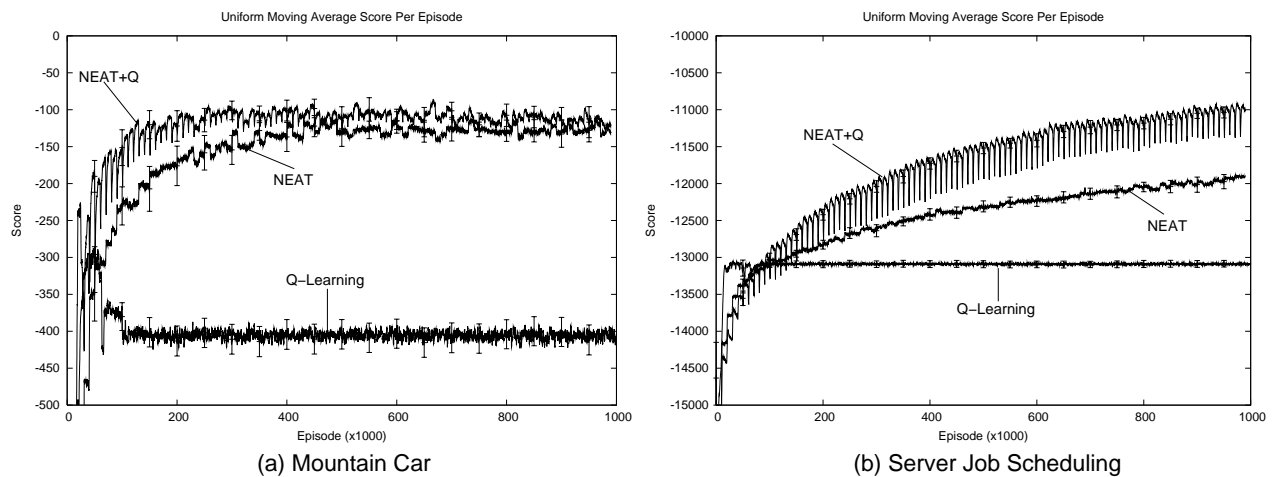 Uniform Moving Average Score Per Episode
0
-50
-100
-150
-200
-250
-300
-350
-400
-450
-500
Score
NEAT+Q
NEAT
Q−Learning
0 200 400 600 800 1000
Episode (x1000)
(a) Mountain Car
Uniform Moving Average Score Per Episode
-10000
-10500
-11000
-11500
-12000
-12500
-13000
-13500
-14000
-14500
-15000
Score
NEAT+Q
NEAT
Q−Learning
0 200 400 600 800 1000
Episode (x1000)
(b) Server Job Scheduling